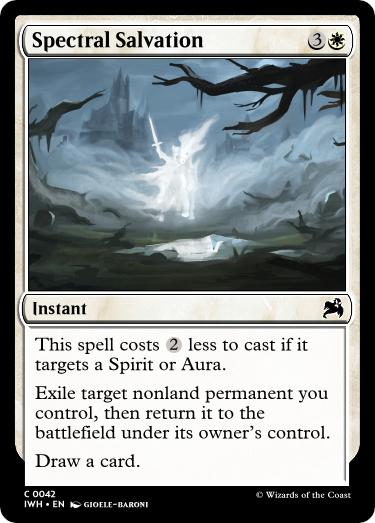 Spectral Salvation 3
Instant
This spell costs 2 less to cast if it
targets a Spirit or Aura.
Exile target nonland permanent you
control, then return it to the
battlefield under its owner's control.
Draw a card.
C 0042
IWH • EN GIOELE-BARONI
© Wizards of the Coast